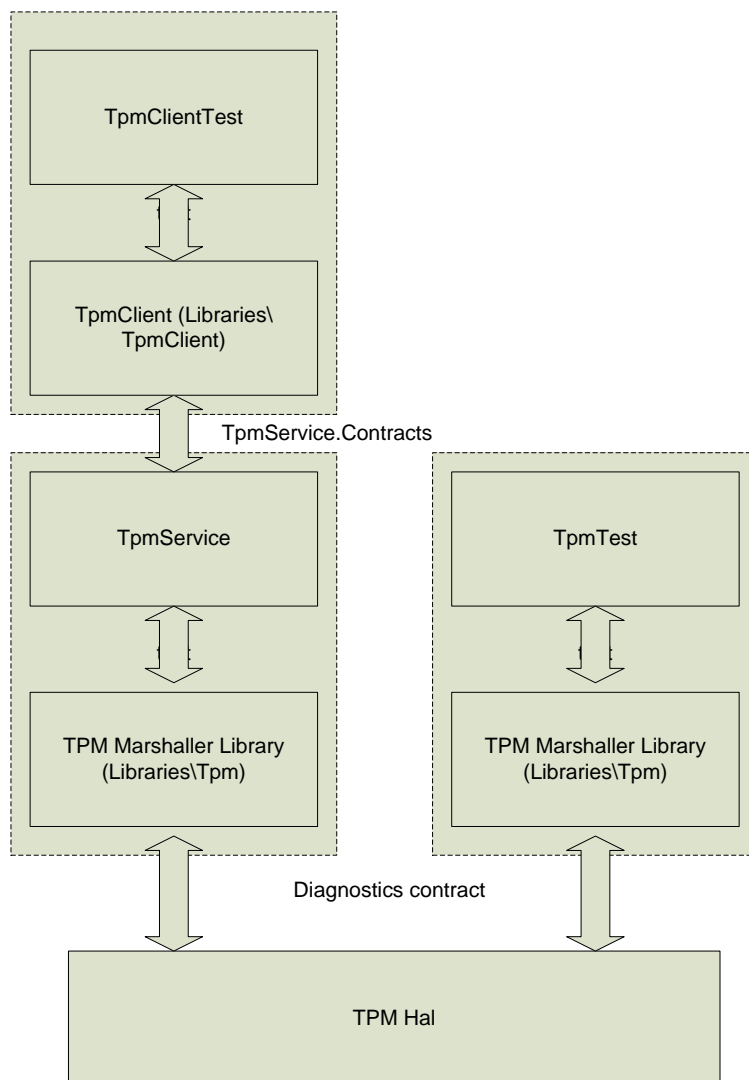 TpmClientTest
TpmClient (Libraries\
TpmClient)
TpmService.Contracts
TpmService
TpmTest
TPM Marshaller Library
(Libraries\Tpm)
TPM Marshaller Library
(Libraries\Tpm)
Diagnostics contract
TPM Hal